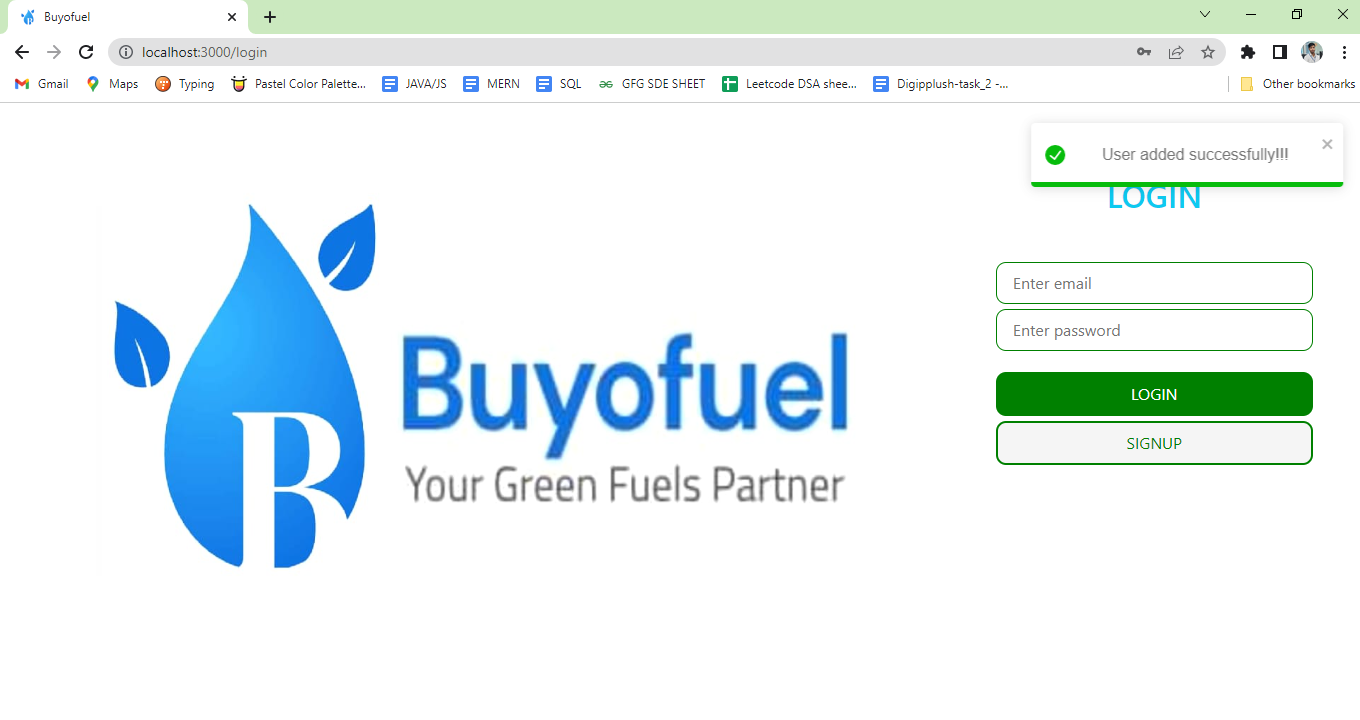 Buyofuel
localhost:3000/login
Gmail
Maps
Typing
Pastel Color Palette...
JAVA/JS
MERN
SQL
GFG SDE SHEET
Leetcode DSA shee...
Digipplush-task_2 -...
Other bookmarks
User added successfully!!!
LOGIN
Enter email
Enter password
LOGIN
SIGNUP
B
Buyofuel
Your Green Fuels Partner